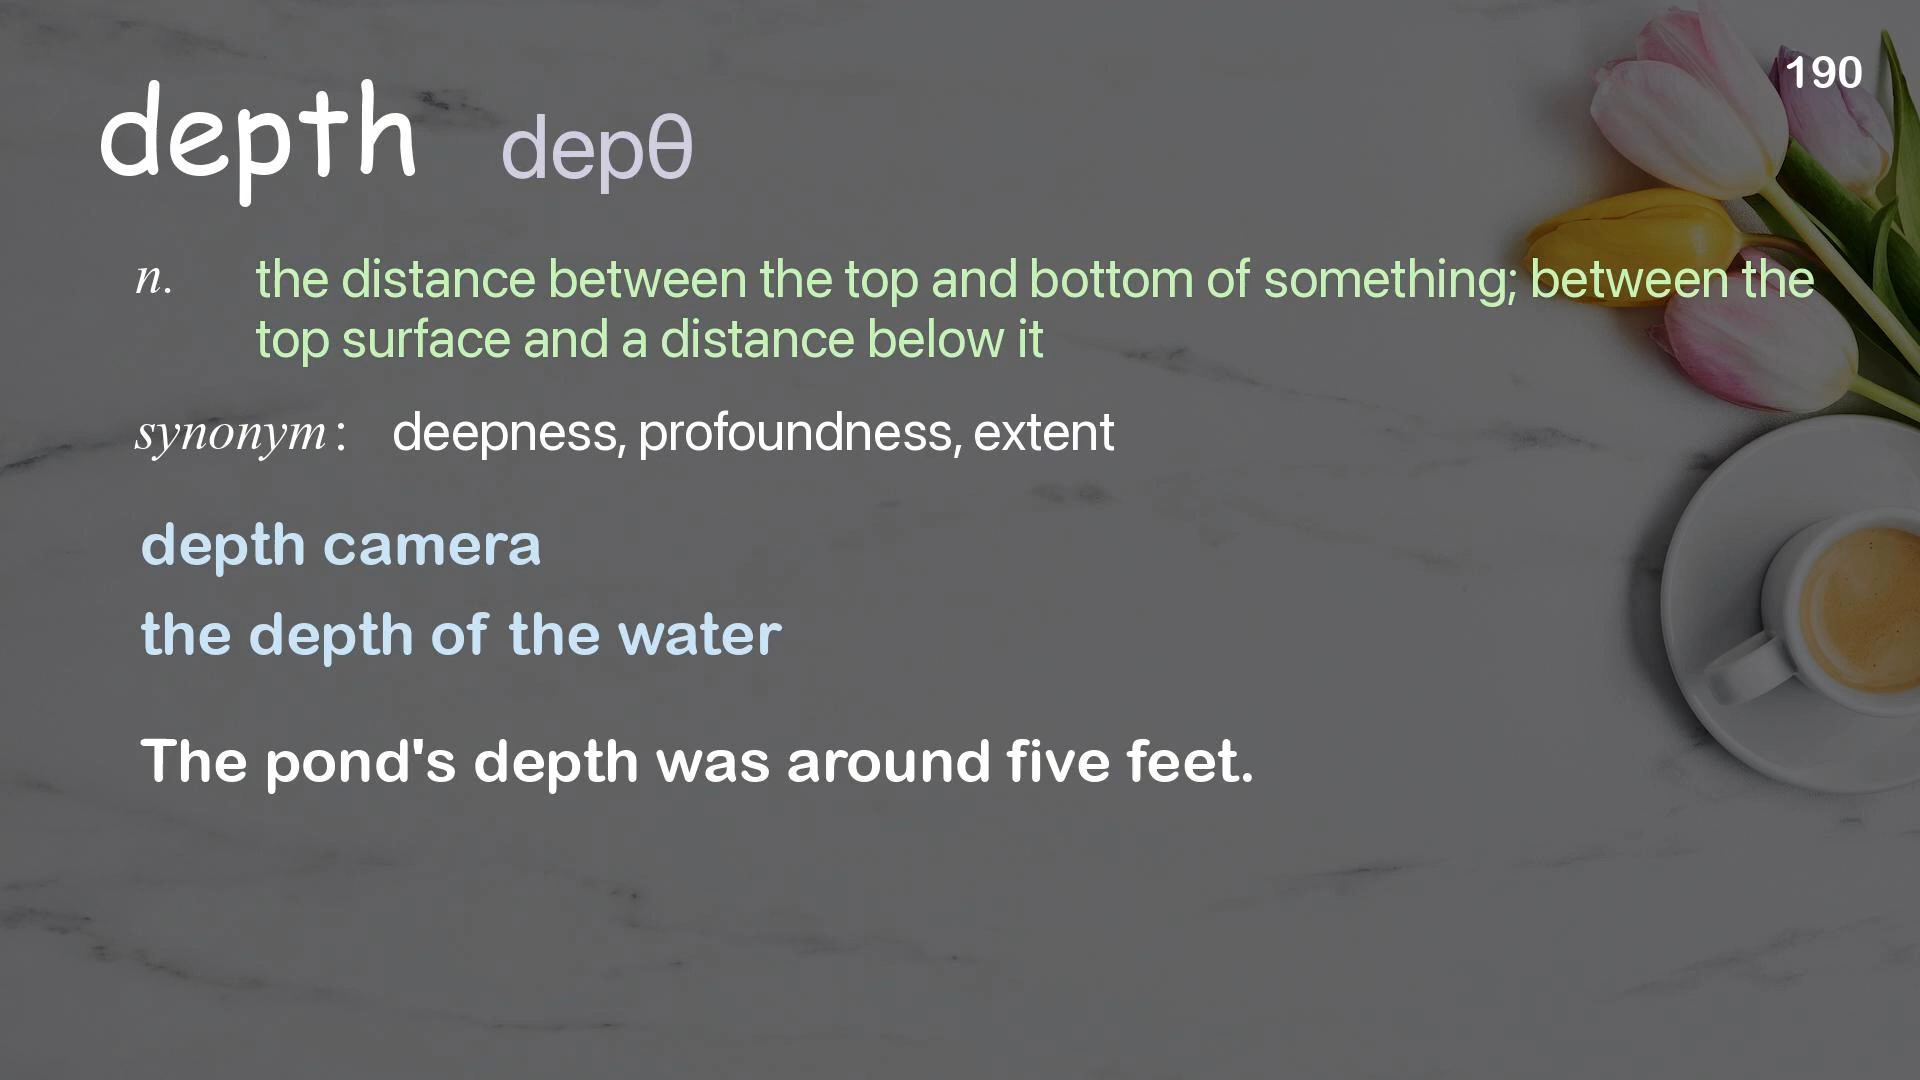 190
depth depθ
n. the distance between the top and bottom of something; between the
top surface and a distance below it
synonym: deepness, profoundness, extent
depth camera
the depth of the water
The pond's depth was around five feet.